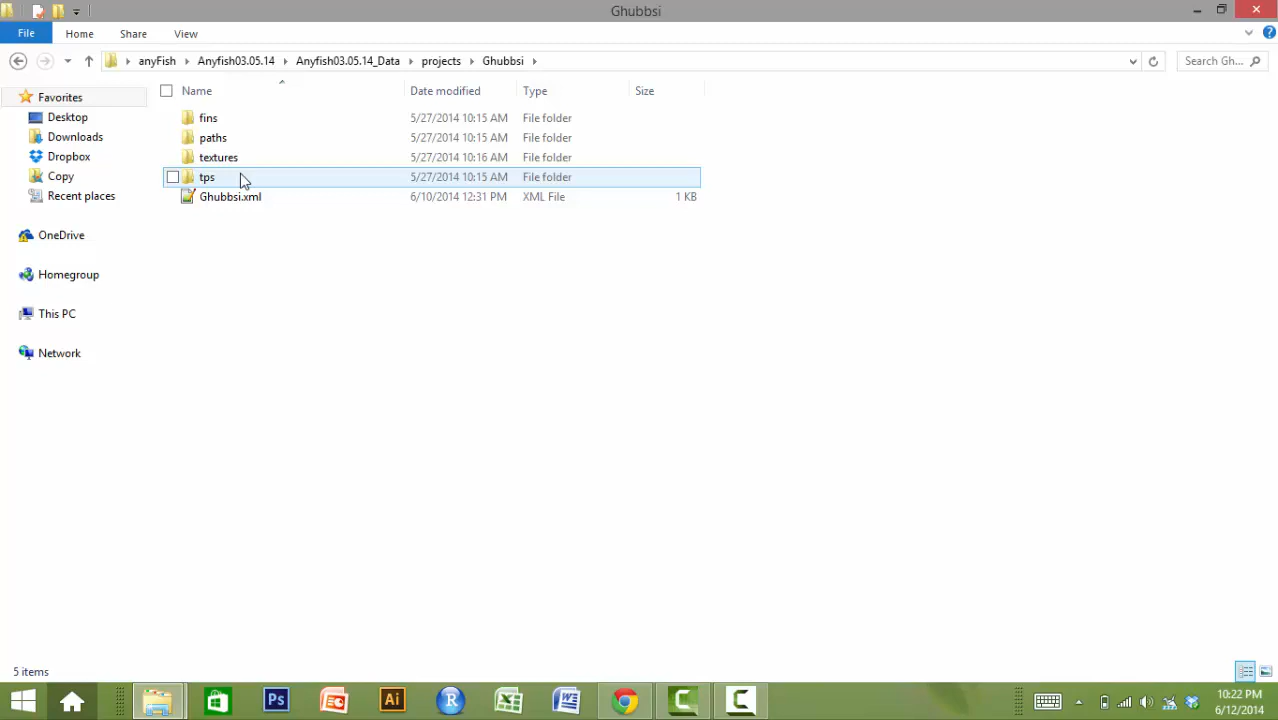 Ghubbsi
File Home Share View
anyFish Anyfish03.05.14 Anyfish03.05.14_Data projects Ghubbsi Search Gh...
Favorites
Desktop
Downloads
Dropbox
Copy
Recent places
OneDrive
Homegroup
This PC
Network
Name Date modified Type Size
fins 5/27/2014 10:15 AM File folder
paths 5/27/2014 10:15 AM File folder
textures 5/27/2014 10:16 AM File folder
tps 5/27/2014 10:15 AM File folder
Ghubbsi.xml 6/10/2014 12:31 PM XML File 1 KB
5 items
Ps Ai R
10:22 PM
6/12/2014